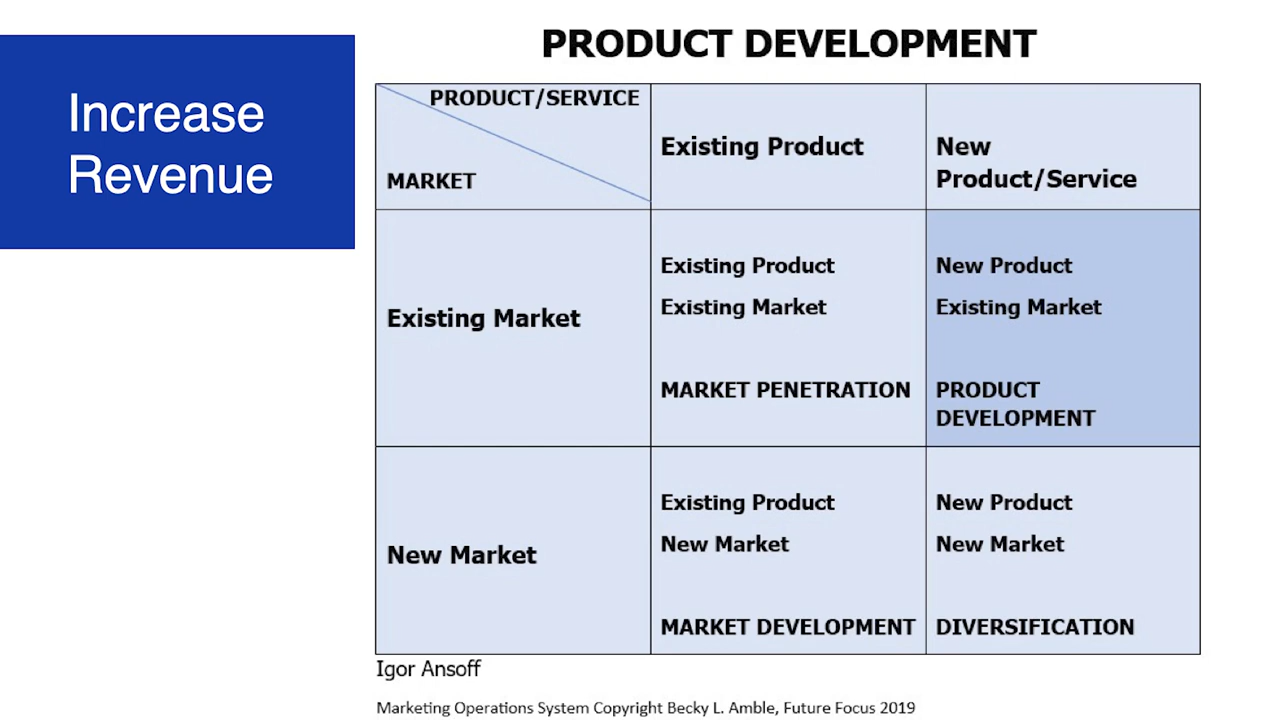 Increase
Revenue
PRODUCT DEVELOPMENT
PRODUCT/SERVICE
MARKET
Existing Product
New
Product/Service
Existing Market
Existing Product
Existing Market
MARKET PENETRATION
New Product
Existing Market
PRODUCT
DEVELOPMENT
New Market
Existing Product
New Market
MARKET DEVELOPMENT
New Product
New Market
DIVERSIFICATION
Igor Ansoff
Marketing Operations System Copyright Becky L. Amble, Future Focus 2019